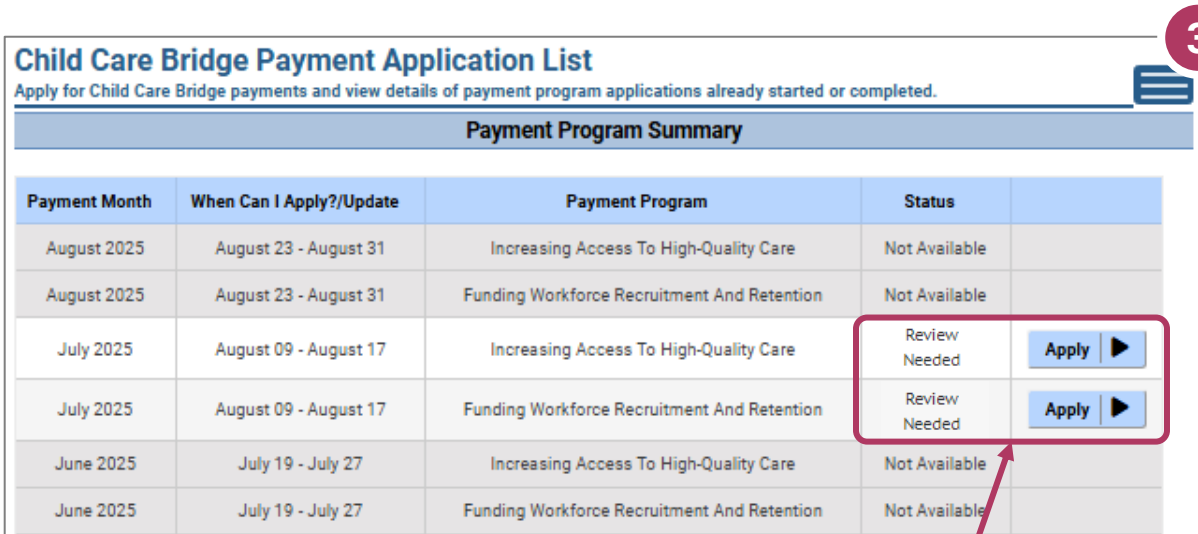 3
Child Care Bridge Payment Application List
Apply for Child Care Bridge payments and view details of payment program applications already started or completed.
Payment Program Summary
Payment Month When Can I Apply?/Update Payment Program Status
August 2025 August 23 - August 31 Increasing Access To High-Quality Care Not Available
August 2025 August 23 - August 31 Funding Workforce Recruitment And Retention Not Available
July 2025 August 09 - August 17 Increasing Access To High-Quality Care Review Needed Apply
July 2025 August 09 - August 17 Funding Workforce Recruitment And Retention Review Needed Apply
June 2025 July 19 - July 27 Increasing Access To High-Quality Care Not Available
June 2025 July 19 - July 27 Funding Workforce Recruitment And Retention Not Available